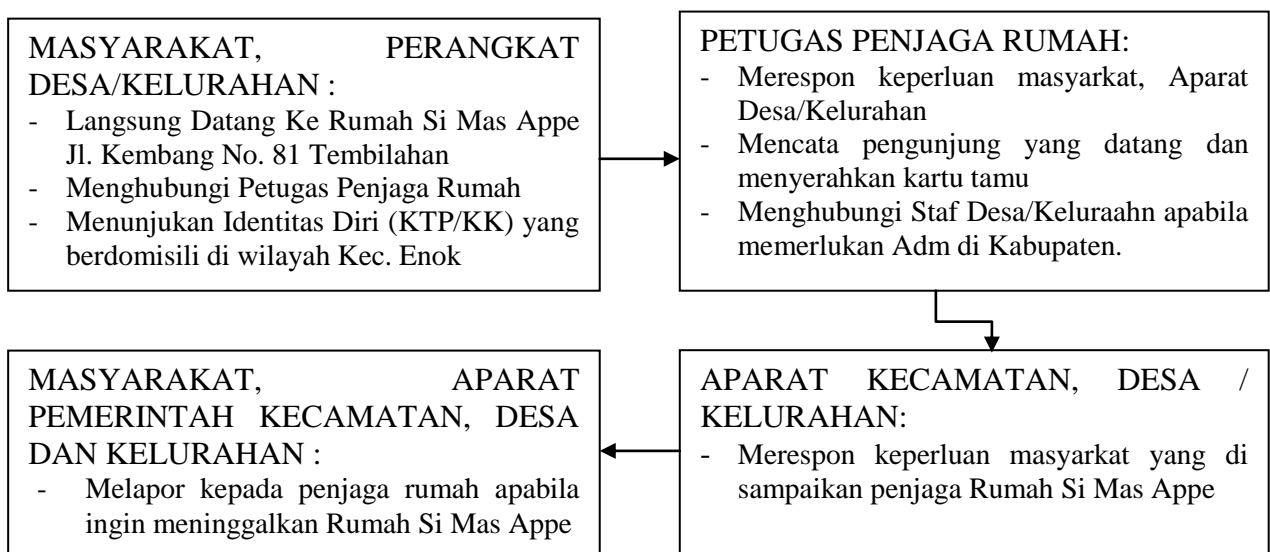 MASYARAKAT, PERANGKAT
DESA/KELURAHAN :
- Langsung Datang Ke Rumah Si Mas Appe
Jl. Kembang No. 81 Tembilahan
- Menghubungi Petugas Penjaga Rumah
- Menunjukan Identitas Diri (KTP/KK) yang
berdomisili di wilayah Kec. Enok
PETUGAS PENJAGA RUMAH:
- Merespon keperluan masyarkat, Aparat
Desa/Kelurahan
- Mencata pengunjung yang datang dan
menyerahkan kartu tamu
- Menghubungi Staf Desa/Keluraahn apabila
memerlukan Adm di Kabupaten.
APARAT KECAMATAN, DESA /
KELURAHAN:
- Merespon keperluan masyarkat yang di
sampaikan penjaga Rumah Si Mas Appe
MASYARAKAT, APARAT
PEMERINTAH KECAMATAN, DESA
DAN KELURAHAN :
- Melapor kepada penjaga rumah apabila
ingin meninggalkan Rumah Si Mas Appe